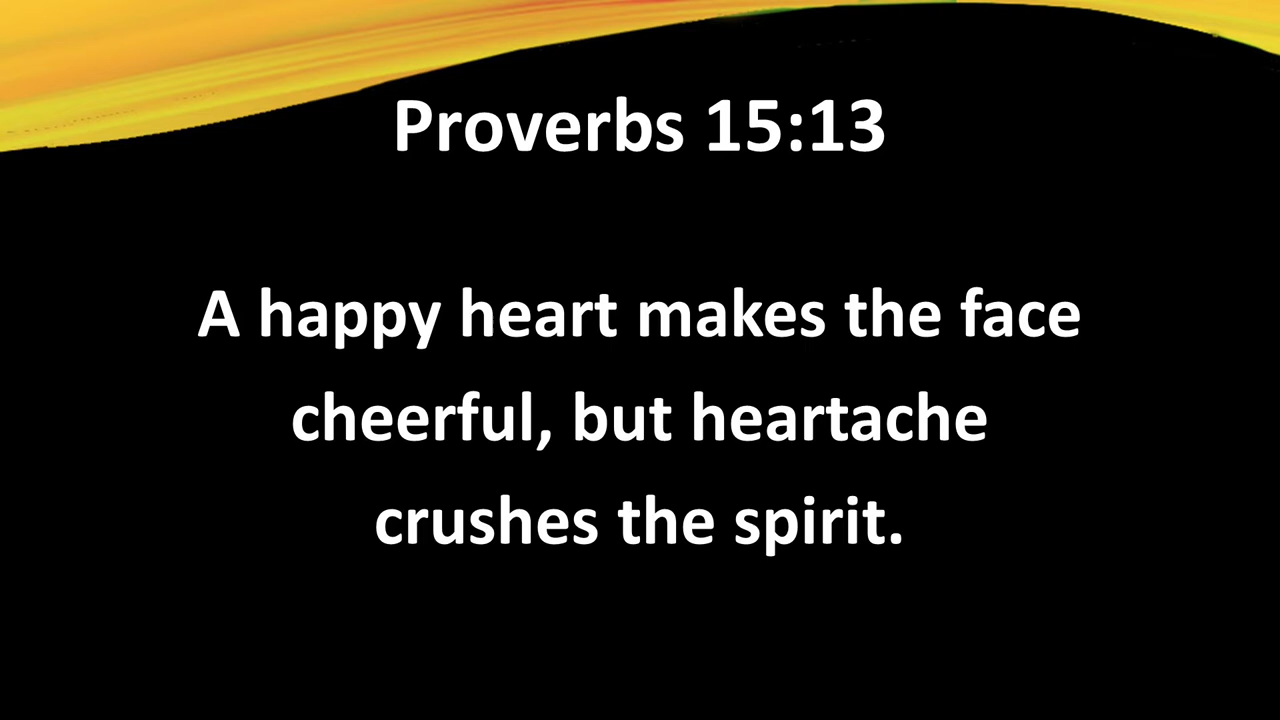 Proverbs 15:13
A happy heart makes the face
cheerful, but heartache
crushes the spirit.